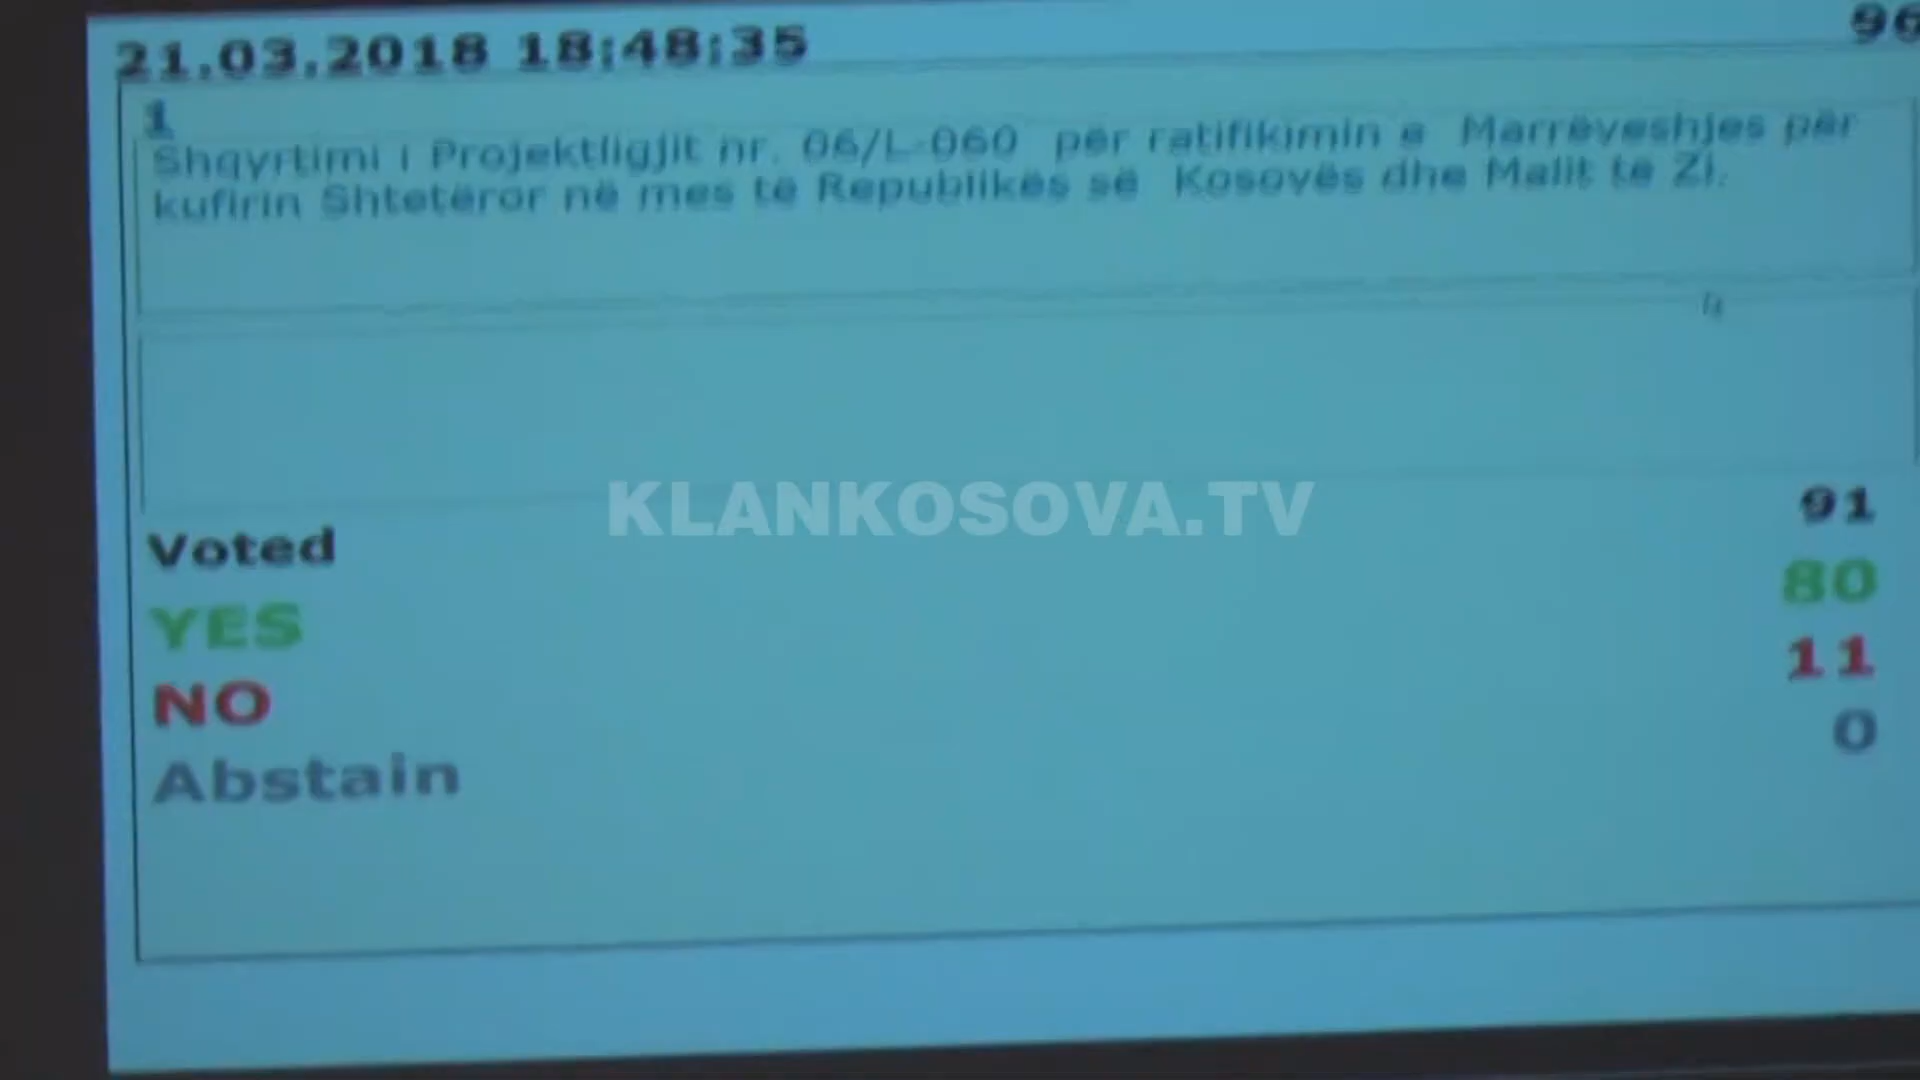 21.03.2018 18:48:35 96
1
Shqyrtimi i Projektligjit nr. 06/L-060 për ratifikimin e Marrëveshjes për
kufirin Shtetëror në mes të Republikës së Kosovës dhe Malit të Zi.
KLANKOSOVA.TV
Voted 91
YES 80
NO 11
Abstain 0